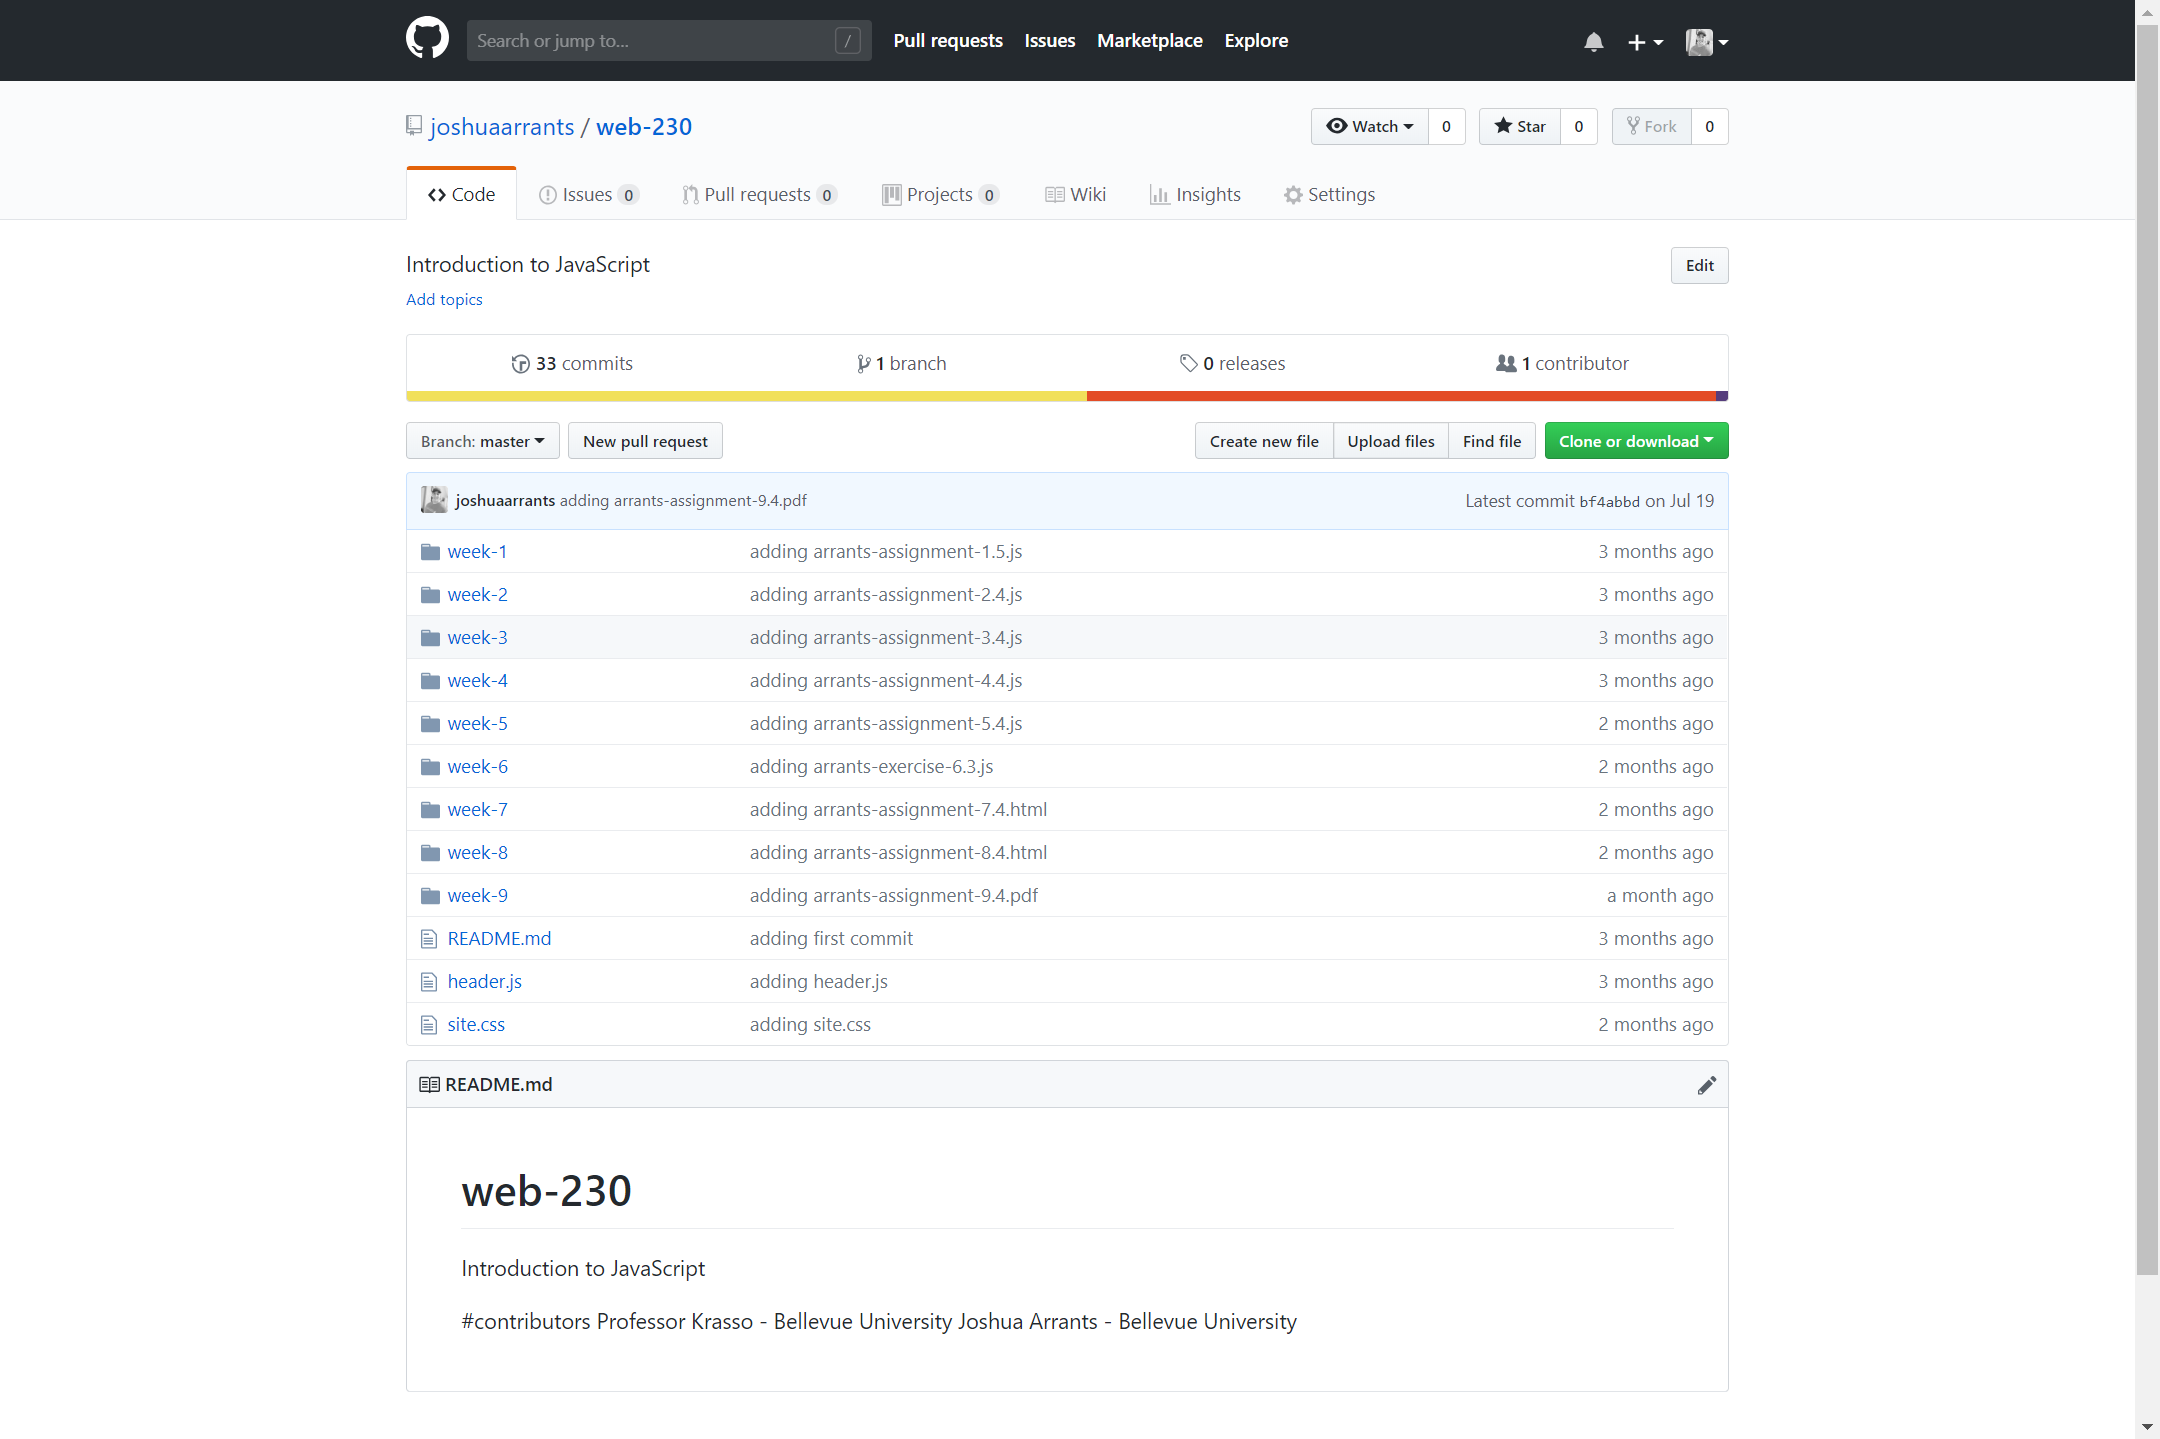 Search or jump to... / Pull requests Issues Marketplace Explore
joshuaarrants / web-230 Watch 0 Star 0 Fork 0
Code Issues 0 Pull requests 0 Projects 0 Wiki Insights Settings
Introduction to JavaScript Edit
Add topics
33 commits 1 branch 0 releases 1 contributor
Branch: master New pull request Create new file Upload files Find file Clone or download
joshuaarrants adding arrants-assignment-9.4.pdf Latest commit bf4abbd on Jul 19
week-1 adding arrants-assignment-1.5.js 3 months ago
week-2 adding arrants-assignment-2.4.js 3 months ago
week-3 adding arrants-assignment-3.4.js 3 months ago
week-4 adding arrants-assignment-4.4.js 3 months ago
week-5 adding arrants-assignment-5.4.js 2 months ago
week-6 adding arrants-exercise-6.3.js 2 months ago
week-7 adding arrants-assignment-7.4.html 2 months ago
week-8 adding arrants-assignment-8.4.html 2 months ago
week-9 adding arrants-assignment-9.4.pdf a month ago
README.md adding first commit 3 months ago
header.js adding header.js 3 months ago
site.css adding site.css 2 months ago
README.md
web-230
Introduction to JavaScript
#contributors Professor Krasso - Bellevue University Joshua Arrants - Bellevue University